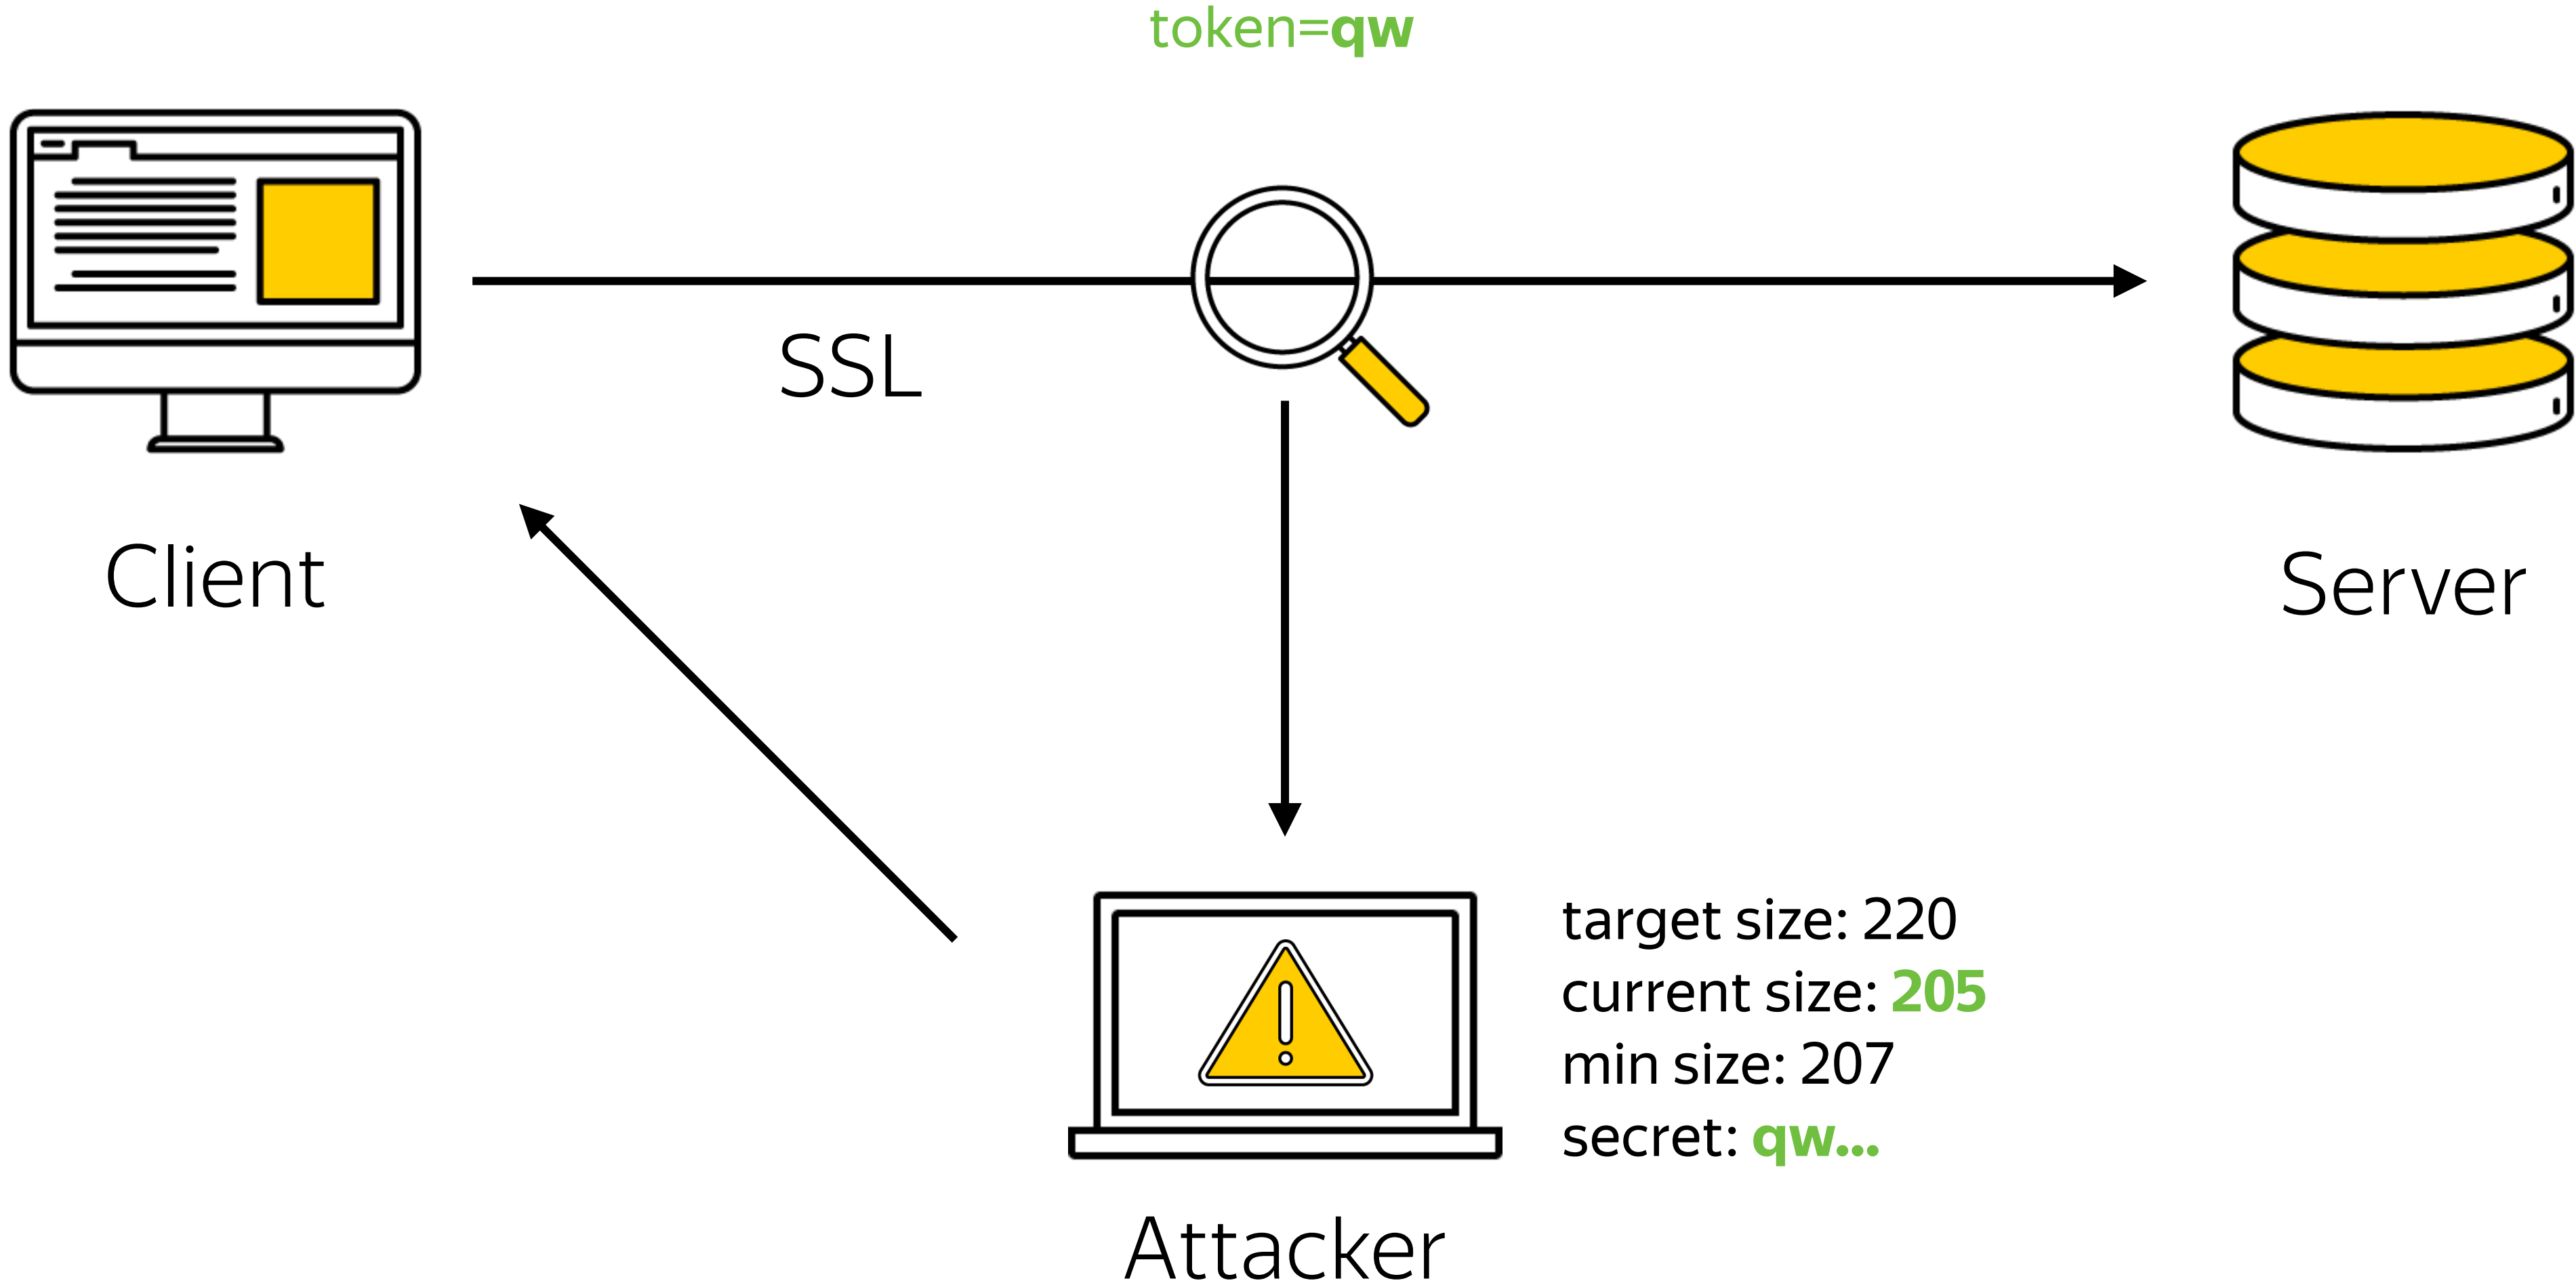 token=qw
SSL
Client
Server
target size: 220
current size: 205
min size: 207
secret: qw...
Attacker